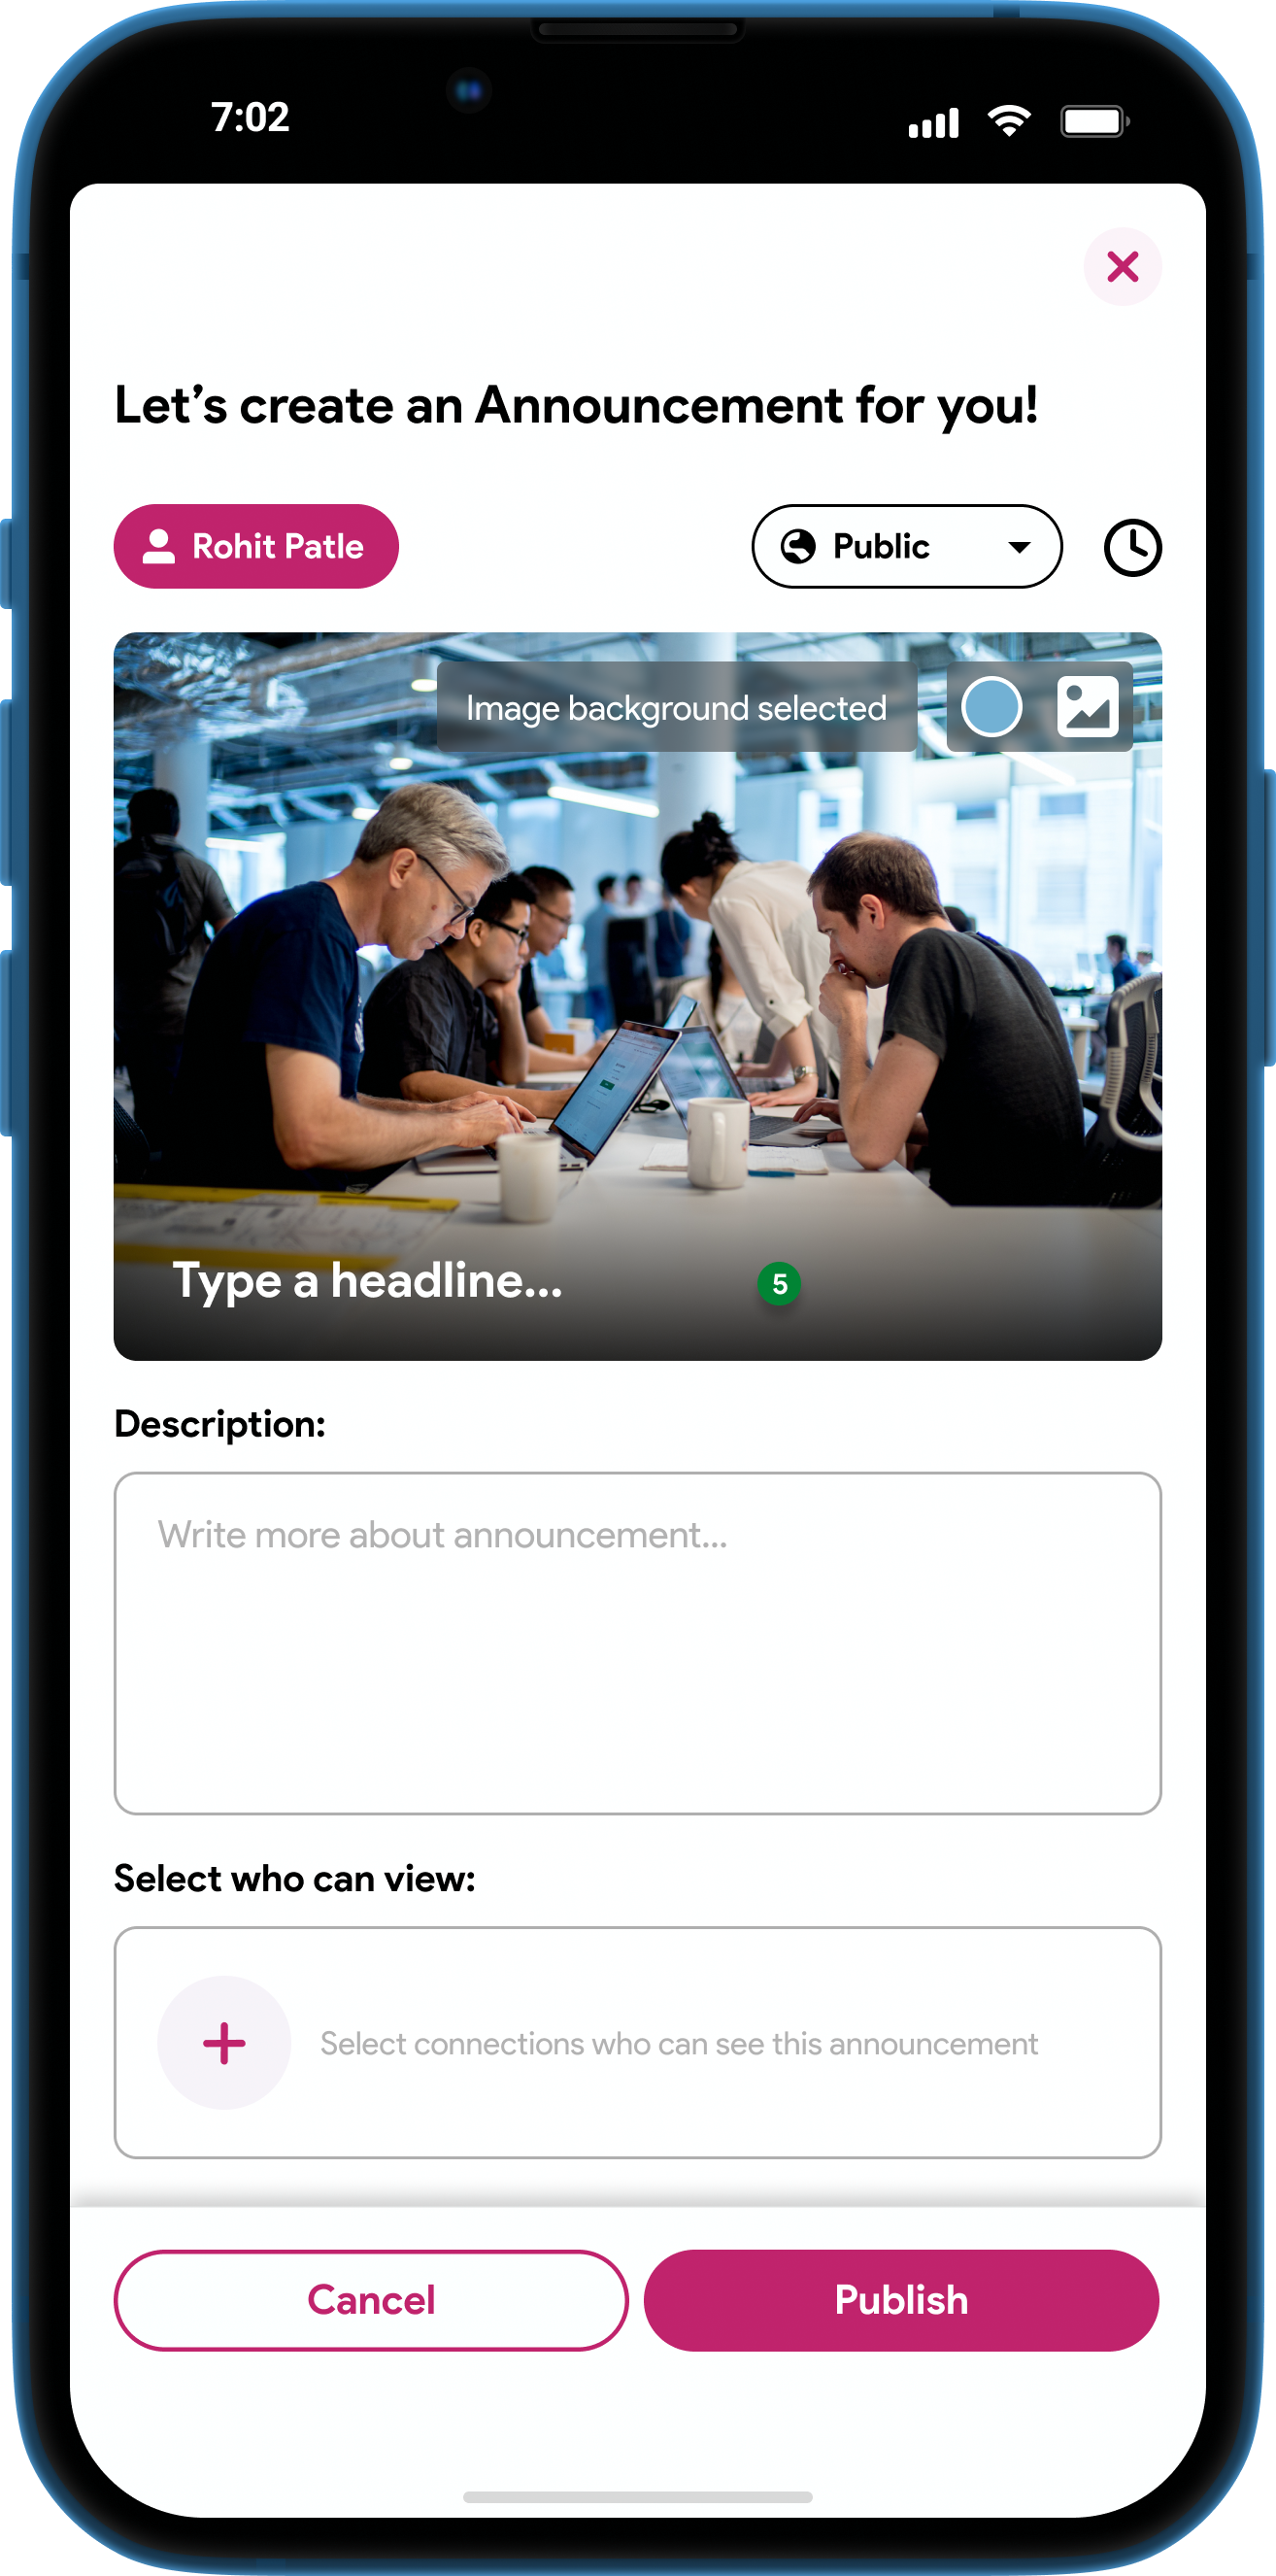 7:02
Let’s create an Announcement for you!
Rohit Patle
Public
Image background selected
Type a headline...
5
Description:
Write more about announcement...
Select who can view:
Select connections who can see this announcement
Cancel
Publish